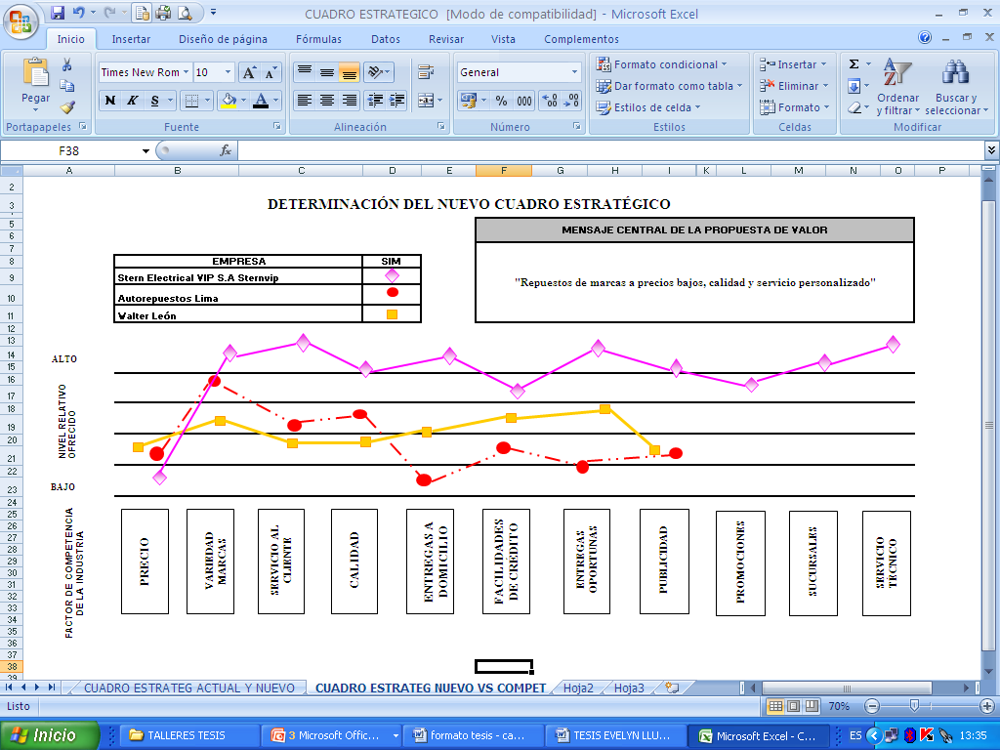 CUADRO ESTRATEGICO [Modo de compatibilidad] - Microsoft Excel
Inicio Insertar Diseño de página Fórmulas Datos Revisar Vista Complementos
Times New Rom 10 General Formato condicional Insertar
Dar formato como tabla Eliminar
Pegar Estilos de celda Formato Ordenar y filtrar Buscar y seleccionar
N K S % 000
Portapapeles Fuente Alineación Número Estilos Celdas Modificar
F38 fx
A B C D E F G H I K L M N O P
2
3
5
6
7
8
9
10
11
12
13
14
15
16
17
18
19
20
21
22
23
24
25
26
27
28
29
30
31
32
33
34
35
36
37
38
39
DETERMINACIÓN DEL NUEVO CUADRO ESTRATÉGICO
MENSAJE CENTRAL DE LA PROPUESTA DE VALOR
"Repuestos de marcas a precios bajos, calidad y servicio personalizado"
EMPRESA SIM
Stern Electrical VIP S.A Sternvip
Autorepuestos Lima
Walter León
ALTO
NIVEL RELATIVO
OFRECIDO
BAJO
FACTOR DE COMPETENCIA
DE LA INDUSTRIA
PRECIO
VARIEDAD
MARCAS
SERVICIO AL
CLIENTE
CALIDAD
ENTREGAS A
DOMICILIO
FACILIDADES
DE CRÉDITO
ENTREGAS
OPORTUNAS
PUBLICIDAD
PROMOCIONES
SUCURSALES
SERVICIO
TÉCNICO
CUADRO ESTRATEG ACTUAL Y NUEVO CUADRO ESTRATEG NUEVO VS COMPET Hoja2 Hoja3
Listo 70%
Inicio TALLERES TESIS 3 Microsoft Offic... formato tesis - ca... TESIS EVELYN LLU... Microsoft Excel - C... ES 13:35